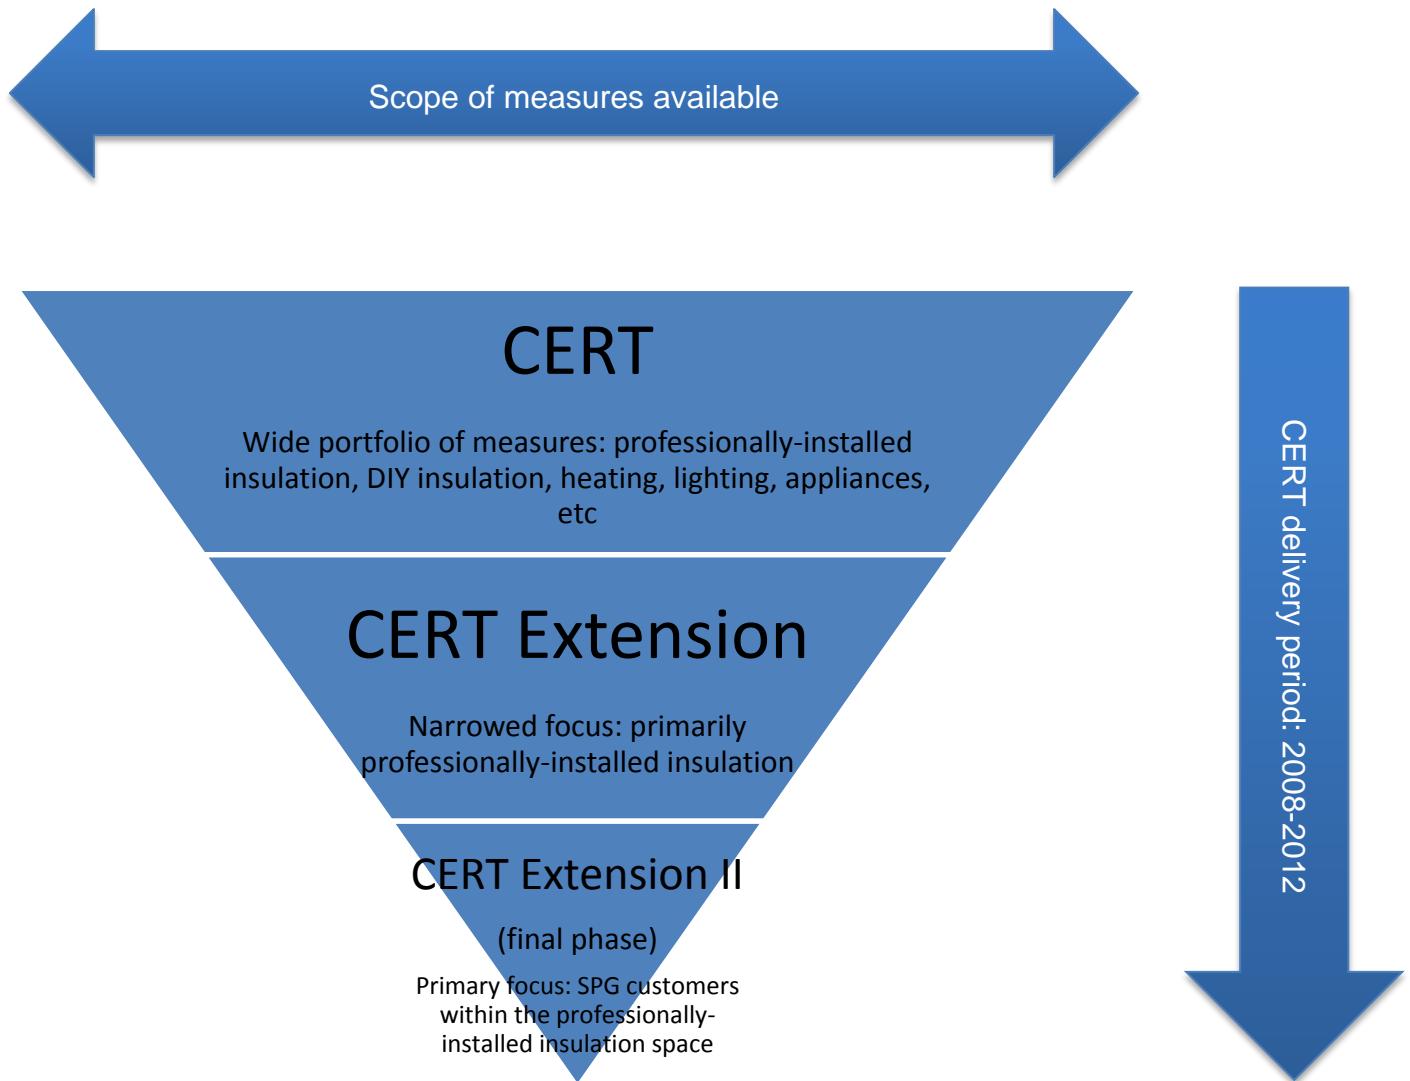 Scope of measures available
CERT
Wide portfolio of measures: professionally-installed
insulation, DIY insulation, heating, lighting, appliances,
etc
CERT Extension
Narrowed focus: primarily
professionally-installed insulation
CERT Extension II
(final phase)
Primary focus: SPG customers
within the professionally-
installed insulation space
CERT delivery period: 2008-2012